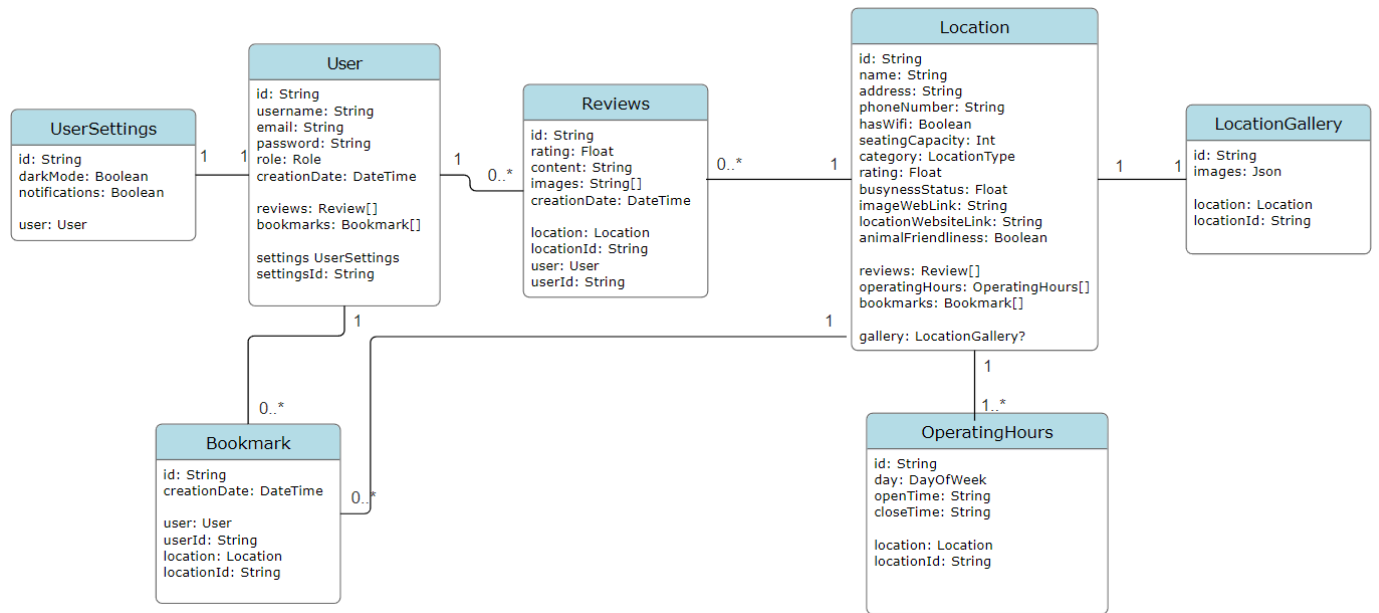 UserSettings
id: String
darkMode: Boolean
notifications: Boolean
user: User
1
1
User
id: String
username: String
email: String
password: String
role: Role
creationDate: DateTime
reviews: Review[]
bookmarks: Bookmark[]
settings UserSettings
settingsId: String
1
0..*
Reviews
id: String
rating: Float
content: String
images: String[]
creationDate: DateTime
location: Location
locationId: String
user: User
userId: String
0..*
1
Location
id: String
name: String
address: String
phoneNumber: String
hasWifi: Boolean
seatingCapacity: Int
category: LocationType
rating: Float
busynessStatus: Float
imageWebLink: String
locationWebsiteLink: String
animalFriendliness: Boolean
reviews: Review[]
operatingHours: OperatingHours[]
bookmarks: Bookmark[]
gallery: LocationGallery?
1
1
LocationGallery
id: String
images: Json
location: Location
locationId: String
1
0..*
Bookmark
id: String
creationDate: DateTime
user: User
userId: String
location: Location
locationId: String
0..*
1
1
1..*
OperatingHours
id: String
day: DayOfWeek
openTime: String
closeTime: String
location: Location
locationId: String